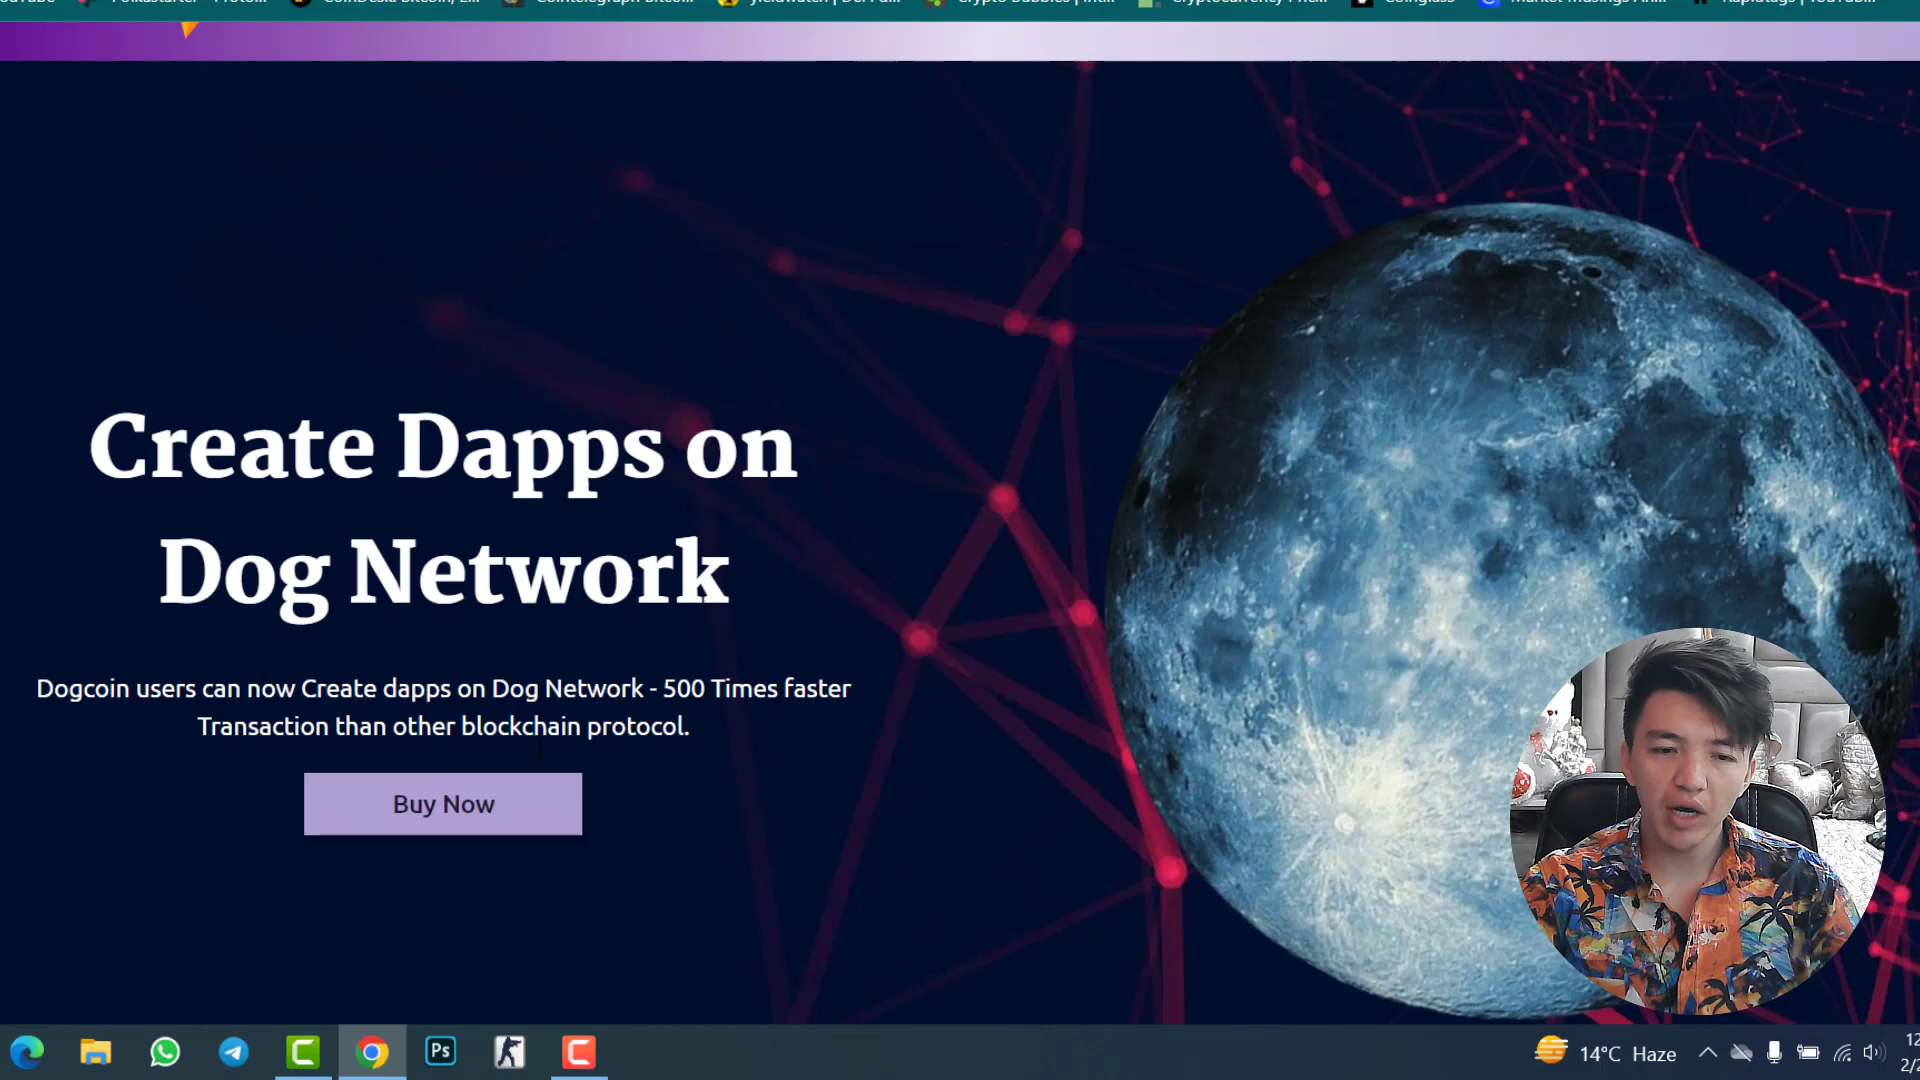 Create Dapps on
Dog Network
Dogcoin users can now Create dapps on Dog Network - 500 Times faster
Transaction than other blockchain protocol.
Buy Now
Ps
14°C Haze